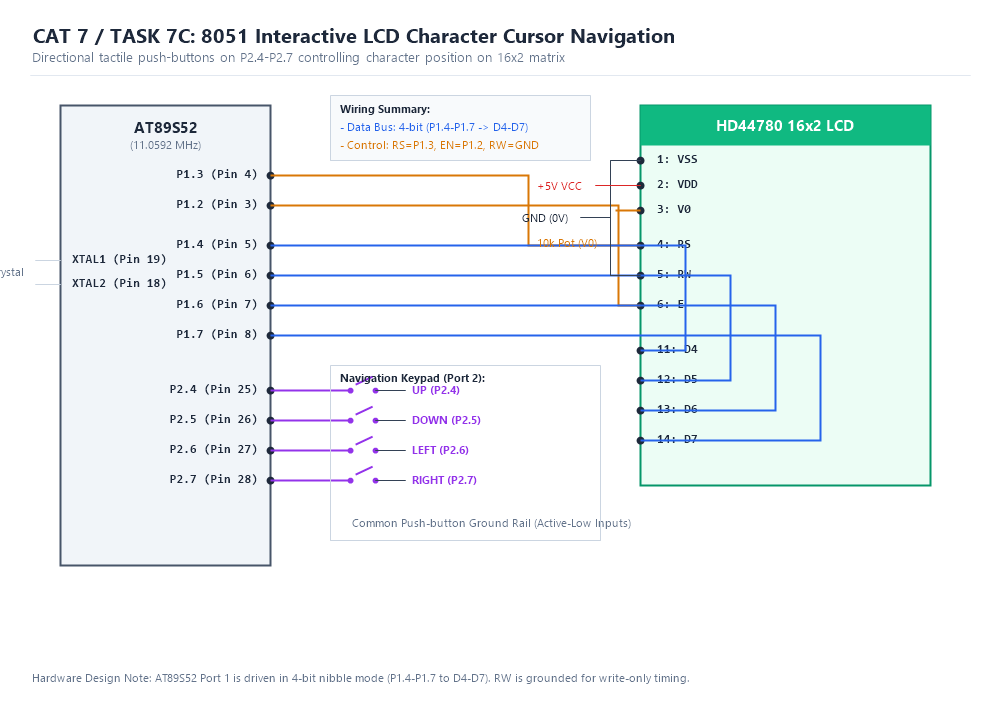 CAT 7 / TASK 7C: 8051 Interactive LCD Character Cursor Navigation
Directional tactile push-buttons on P2.4-P2.7 controlling character position on 16x2 matrix
Wiring Summary:
- Data Bus: 4-bit (P1.4-P1.7 -> D4-D7)
- Control: RS=P1.3, EN=P1.2, RW=GND
AT89S52
(11.0592 MHz)
P1.3 (Pin 4)
P1.2 (Pin 3)
P1.4 (Pin 5)
XTAL1 (Pin 19)
P1.5 (Pin 6)
XTAL2 (Pin 18)
P1.6 (Pin 7)
P1.7 (Pin 8)
P2.4 (Pin 25)
P2.5 (Pin 26)
P2.6 (Pin 27)
P2.7 (Pin 28)
ystal
+5V VCC
GND (0V)
10k Pot (V0)
HD44780 16x2 LCD
1: VSS
2: VDD
3: V0
4: RS
5: RW
6: E
11: D4
12: D5
13: D6
14: D7
Navigation Keypad (Port 2):
UP (P2.4)
DOWN (P2.5)
LEFT (P2.6)
RIGHT (P2.7)
Common Push-button Ground Rail (Active-Low Inputs)
Hardware Design Note: AT89S52 Port 1 is driven in 4-bit nibble mode (P1.4-P1.7 to D4-D7). RW is grounded for write-only timing.